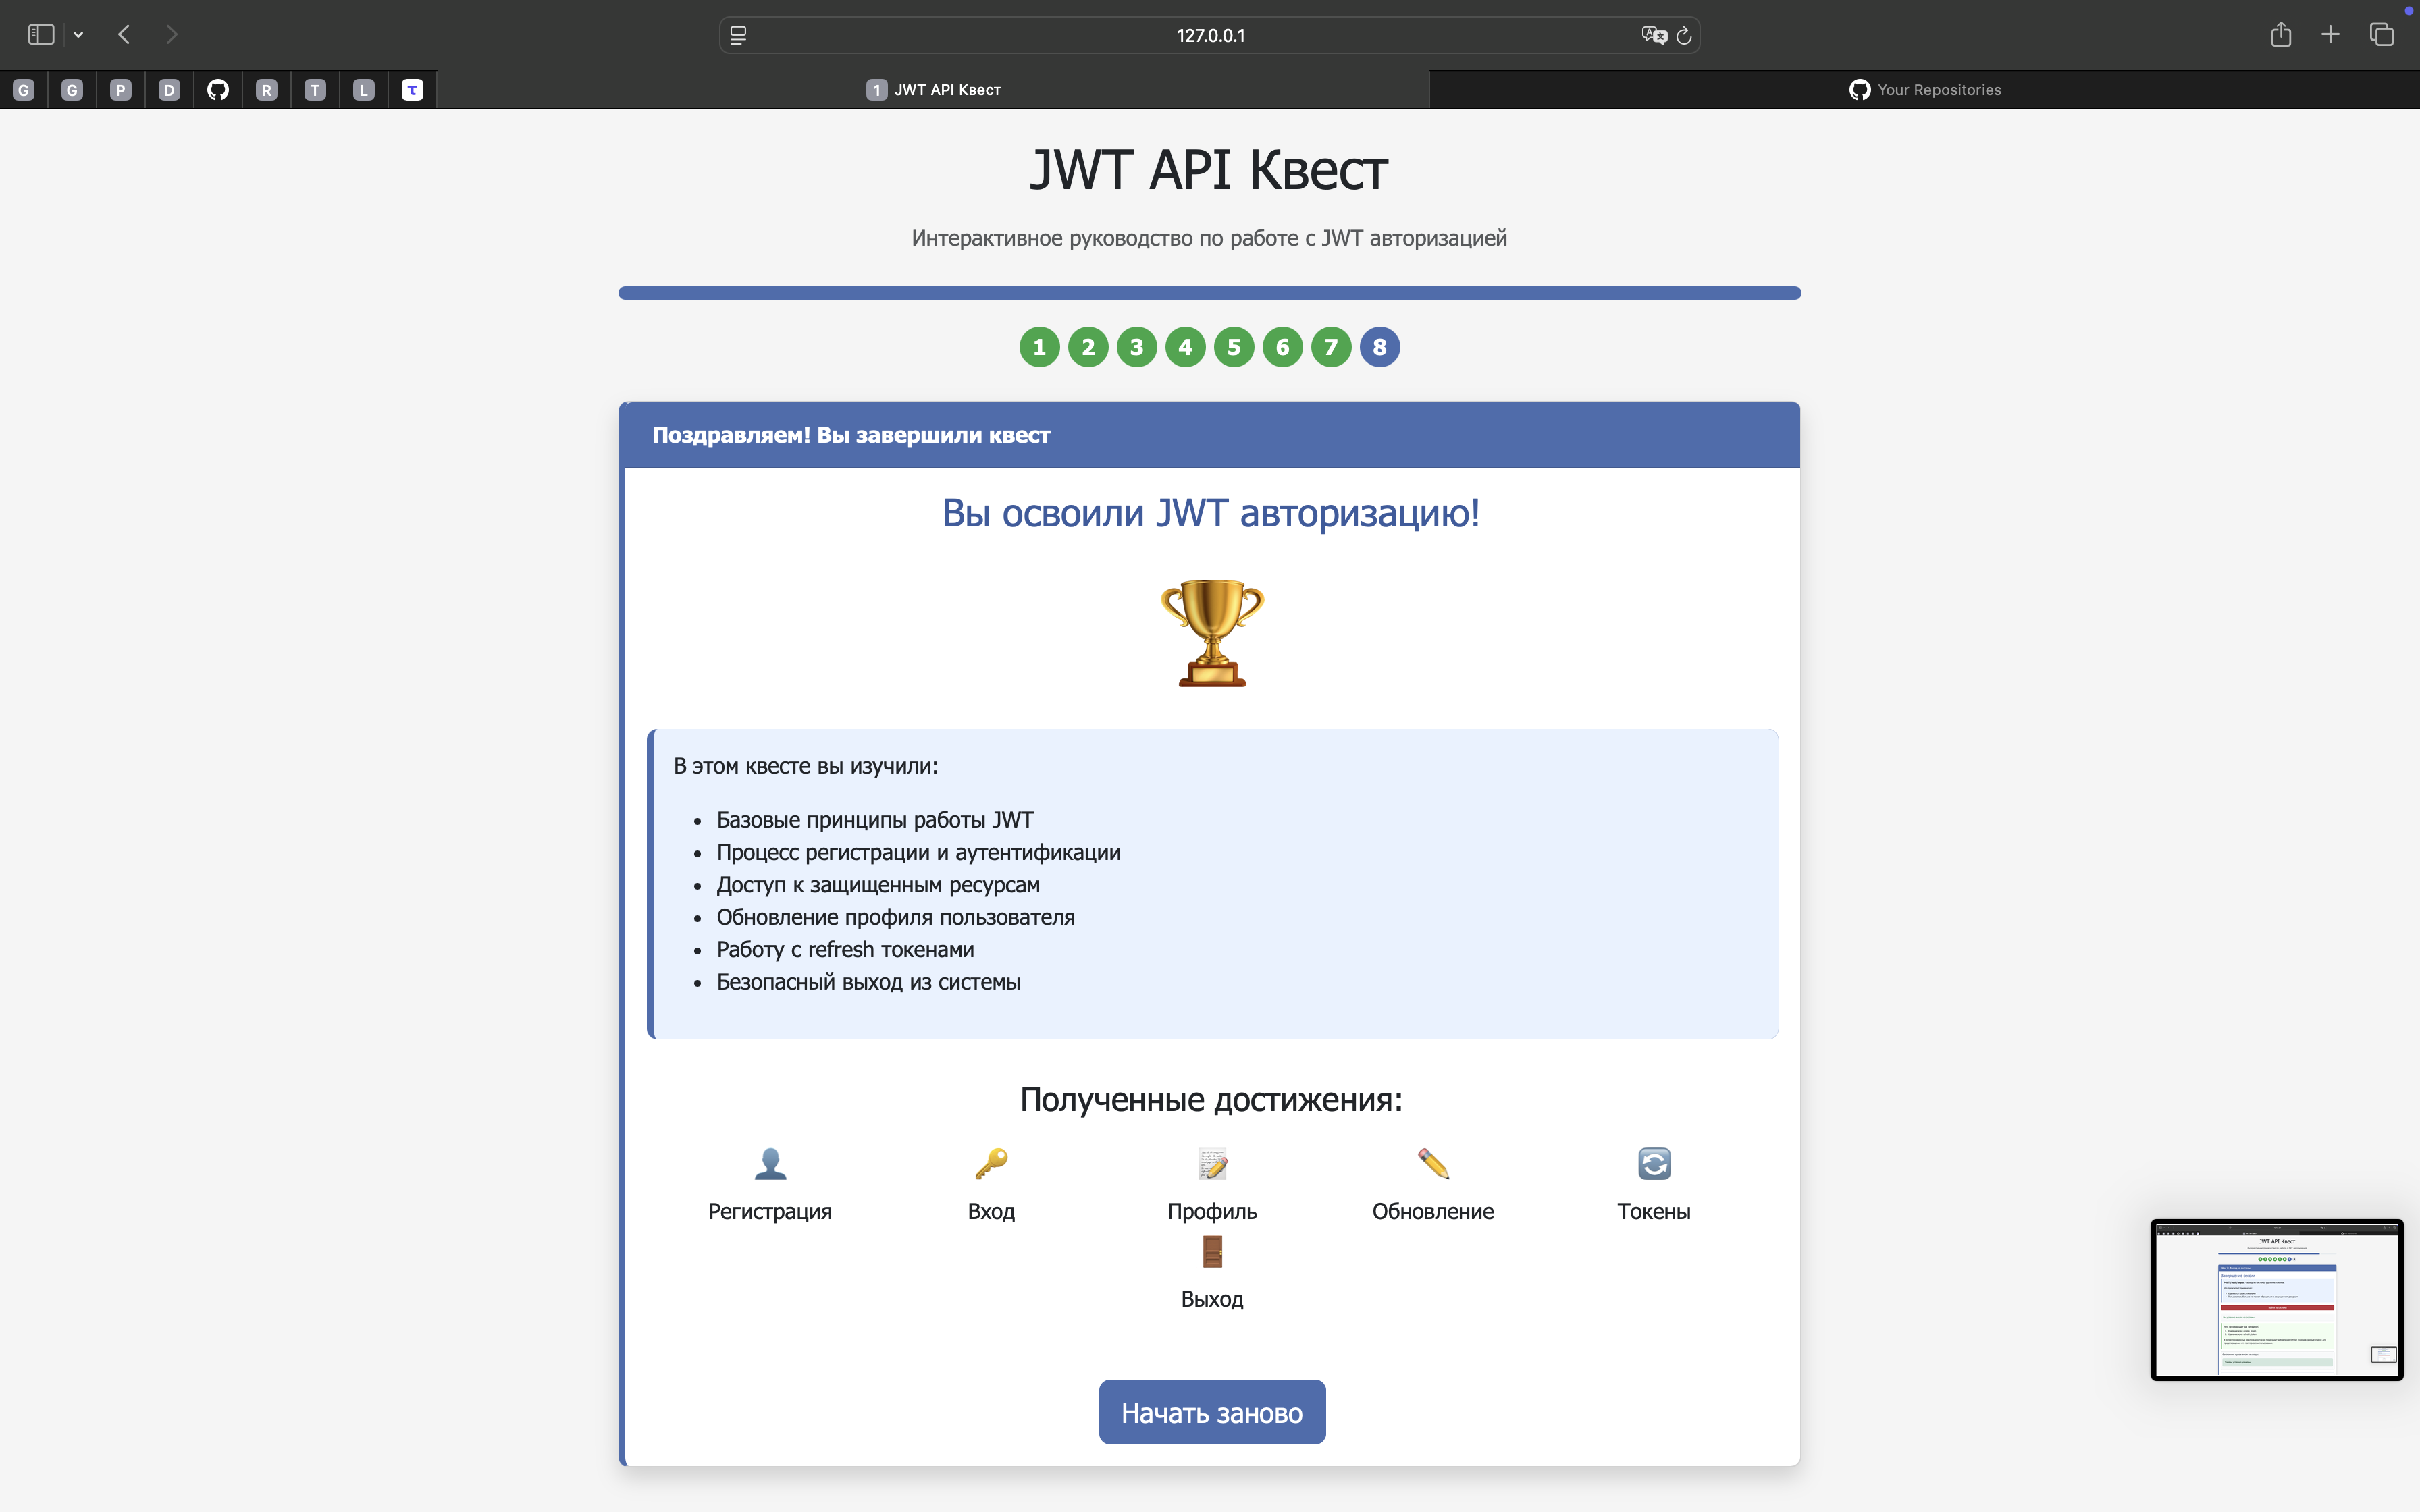 127.0.0.1
G
G
P
D
R
T
L
τ
1 JWT API Квест
Your Repositories
JWT API Квест
Интерактивное руководство по работе с JWT авторизацией
1 2 3 4 5 6 7 8
Поздравляем! Вы завершили квест
Вы освоили JWT авторизацию!
В этом квесте вы изучили:
Базовые принципы работы JWT
Процесс регистрации и аутентификации
Доступ к защищенным ресурсам
Обновление профиля пользователя
Работу с refresh токенами
Безопасный выход из системы
Полученные достижения:
Регистрация
Вход
Профиль
Обновление
Токены
Выход
Начать заново
JWT API Квест